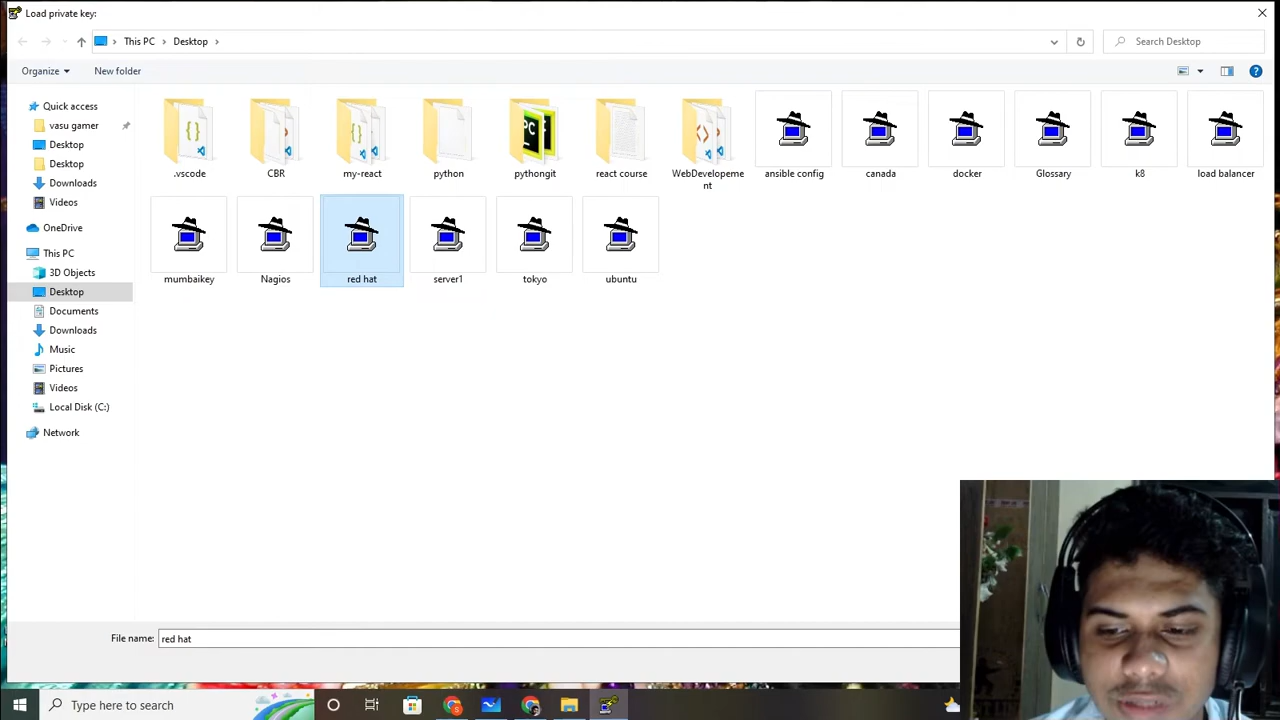 Load private key:
This PC
Desktop
Search Desktop
Organize
New folder
Quick access
vasu gamer
Desktop
Desktop
Downloads
Videos
OneDrive
This PC
3D Objects
Desktop
Documents
Downloads
Music
Pictures
Videos
Local Disk (C:)
Network
.vscode
CBR
my-react
python
pythongit
react course
WebDevelopeme
nt
ansible config
canada
docker
Glossary
k8
load balancer
mumbaikey
Nagios
red hat
server1
tokyo
ubuntu
File name:
red hat
Type here to search